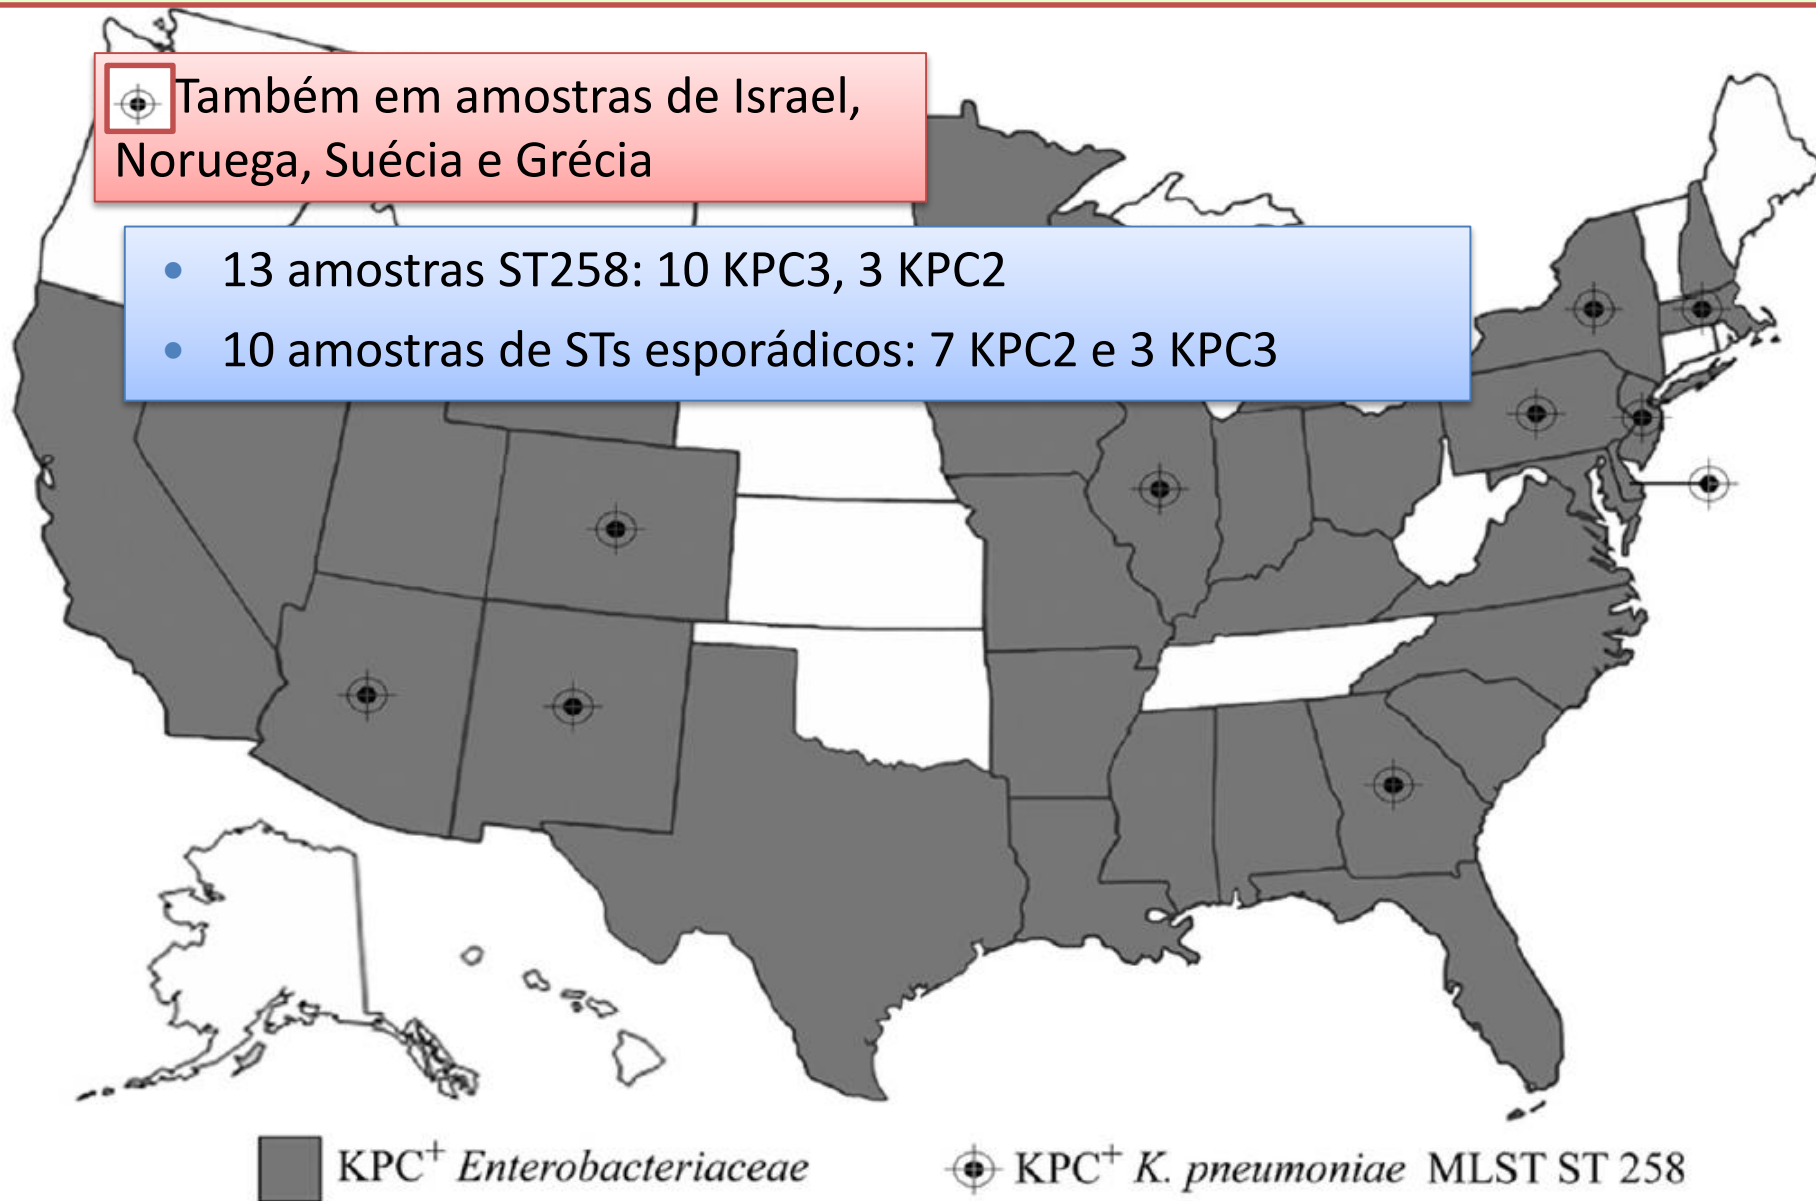 Também em amostras de Israel,
Noruega, Suécia e Grécia
• 13 amostras ST258: 10 KPC3, 3 KPC2
• 10 amostras de STs esporádicos: 7 KPC2 e 3 KPC3
KPC⁺ Enterobacteriaceae
KPC⁺ K. pneumoniae MLST ST 258